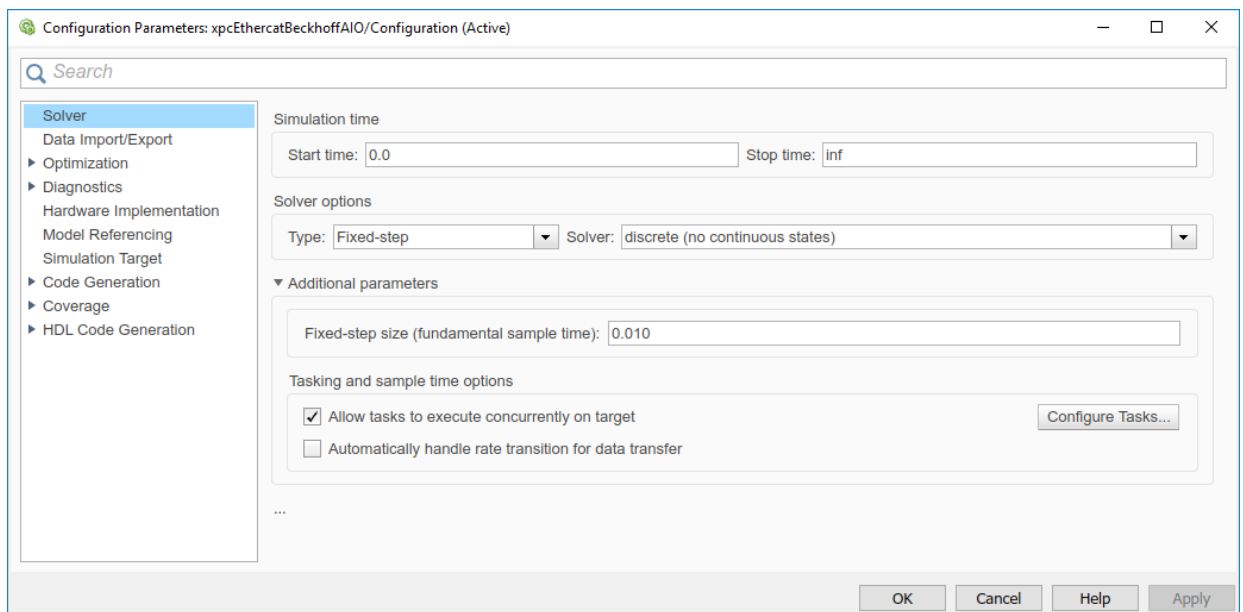 Configuration Parameters: xpcEthercatBeckhoffAIO/Configuration (Active)
Search
Solver
Data Import/Export
Optimization
Diagnostics
Hardware Implementation
Model Referencing
Simulation Target
Code Generation
Coverage
HDL Code Generation
Simulation time
Start time: 0.0 Stop time: inf
Solver options
Type: Fixed-step Solver: discrete (no continuous states)
Additional parameters
Fixed-step size (fundamental sample time): 0.010
Tasking and sample time options
Allow tasks to execute concurrently on target Configure Tasks...
Automatically handle rate transition for data transfer
...
OK Cancel Help Apply